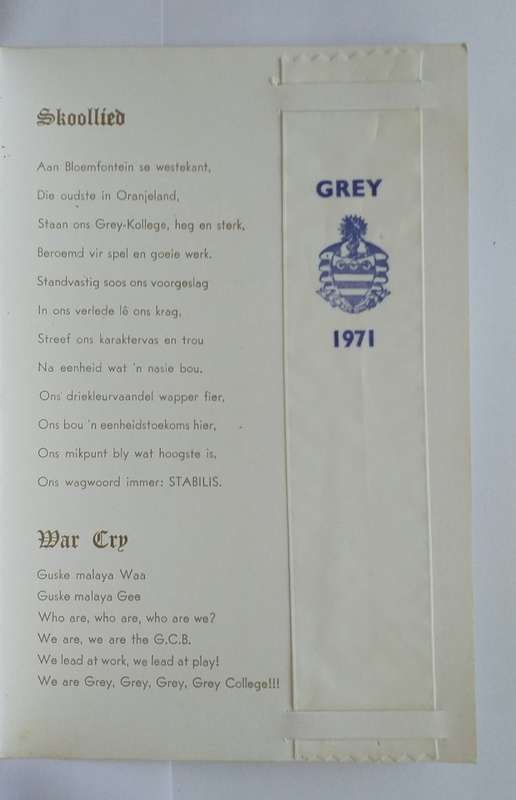 Skoollied
Aan Bloemfontein se westekant,
Die oudste in Oranjeland,
Staan ons Grey-Kollege, heg en sterk,
Beroemd vir spel en goeie werk.
Standvastig soos ons voorgeslag
In ons verlede lê ons krag,
Streef ons karaktervas en trou
Na eenheid wat 'n nasie bou.
Ons driekleurvaandel wapper fier,
Ons bou 'n eenheidstoekoms hier,
Ons mikpunt bly wat hoogste is,
Ons wagwoord immer: STABILIS.
War Cry
Guske malaya Waa
Guske malaya Gee
Who are, who are, who are we?
We are, we are the G.C.B.
We lead at work, we lead at play!
We are Grey, Grey, Grey, Grey College!!!
GREY
1971